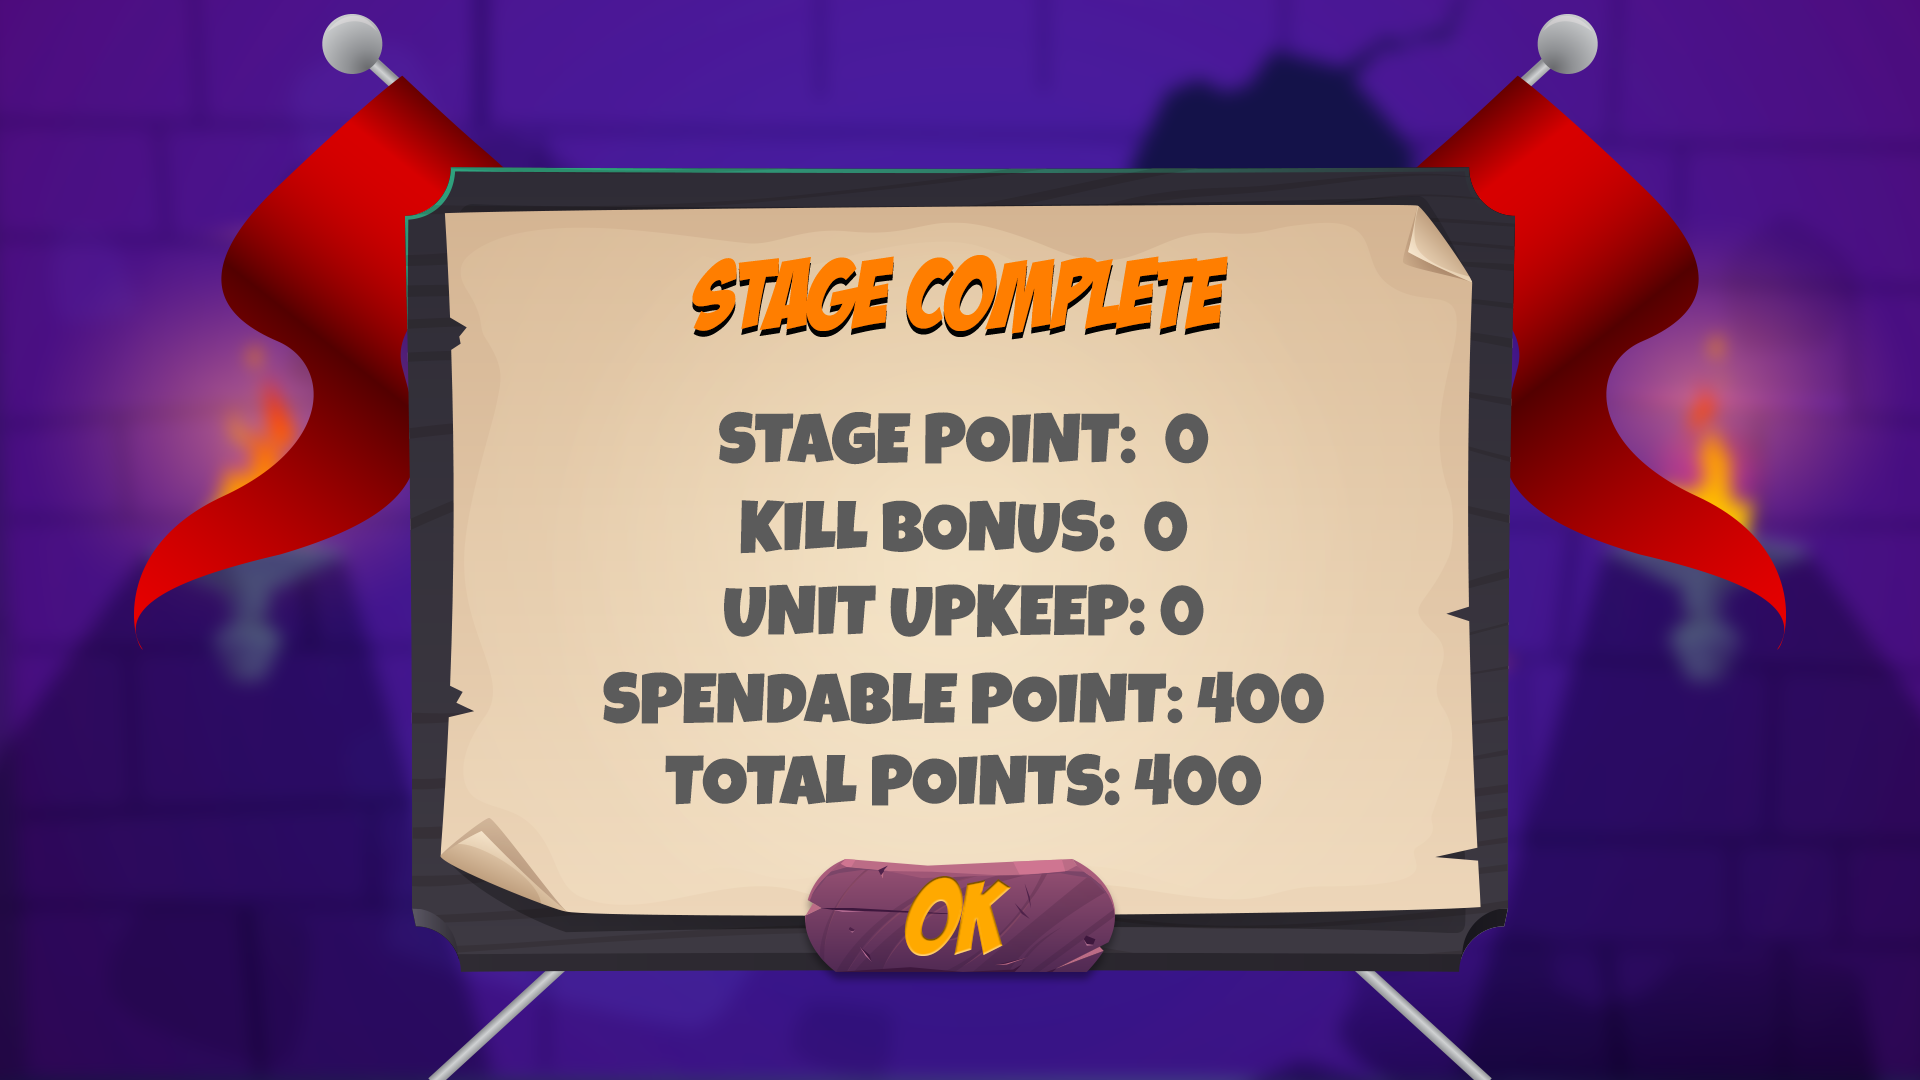 STAGE COMPLETE
STAGE POINT: 0
KILL BONUS: 0
UNIT UPKEEP: 0
SPENDABLE POINT: 400
TOTAL POINTS: 400
OK